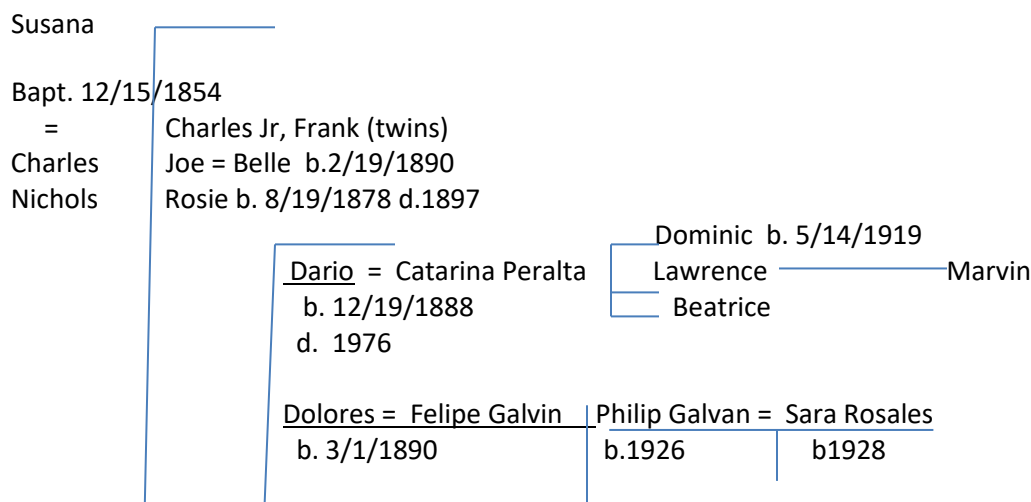 Susana
Bapt. 12/15/1854
= Charles Jr, Frank (twins)
Charles Joe = Belle b.2/19/1890
Nichols Rosie b. 8/19/1878 d.1897
Dominic b. 5/14/1919
Dario = Catarina Peralta Lawrence Marvin
b. 12/19/1888 Beatrice
d. 1976
Dolores = Felipe Galvin Philip Galvan = Sara Rosales
b. 3/1/1890 b.1926 b1928